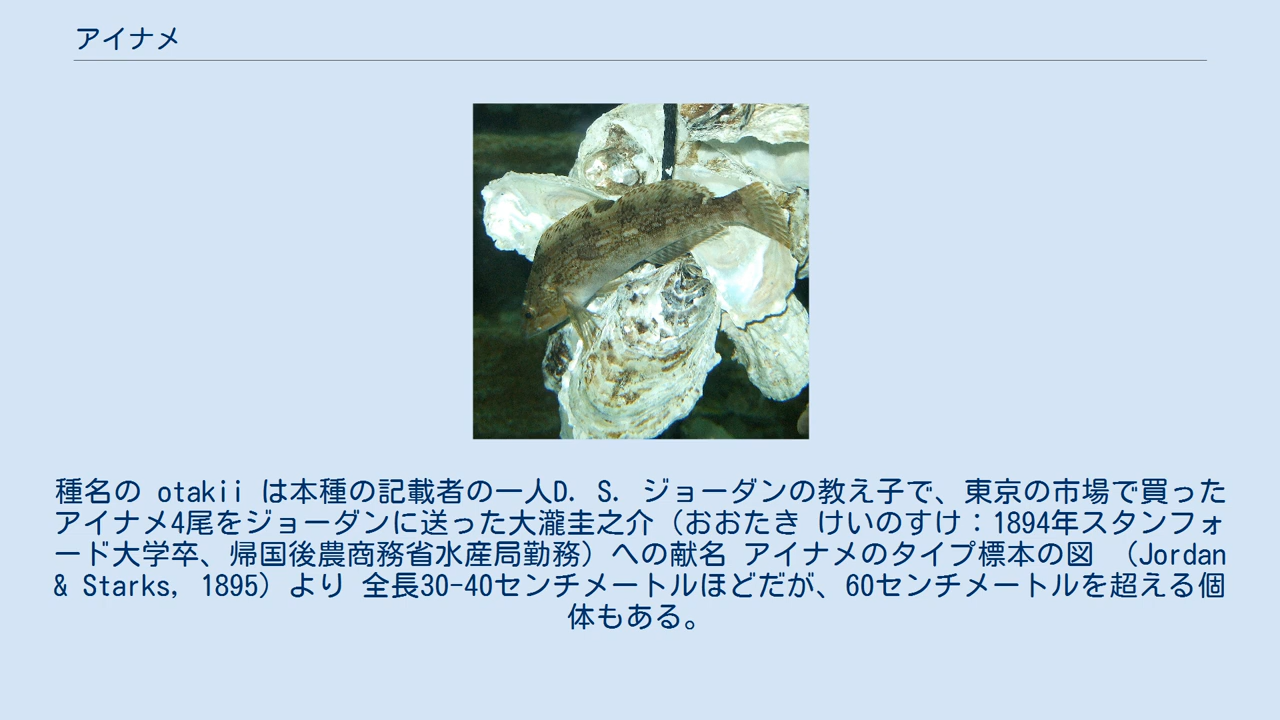 アイナメ
種名の otakii は本種の記載者の一人D. S. ジョーダンの教え子で、東京の市場で買った
アイナメ4尾をジョーダンに送った大瀧圭之介（おおたき けいのすけ：1894年スタンフォ
ード大学卒、帰国後農商務省水産局勤務）への献名 アイナメのタイプ標本の図 （Jordan
& Starks, 1895）より 全長30-40センチメートルほどだが、60センチメートルを超える個
体もある。